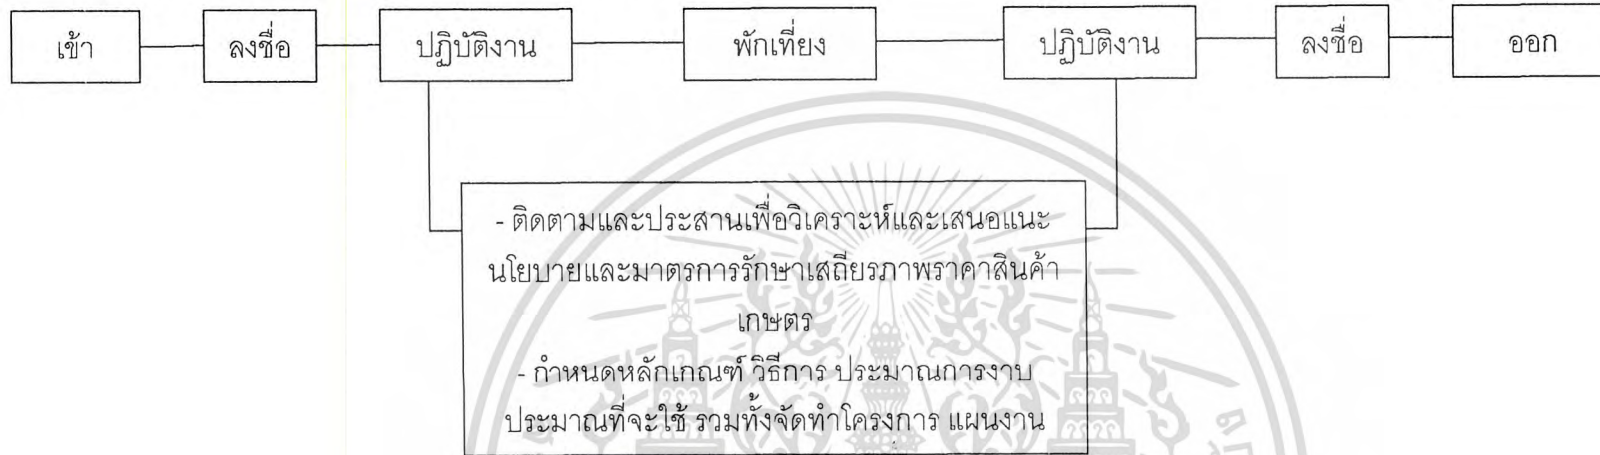 เข้า ลงชื่อ ปฏิบัติงาน พักเที่ยง ปฏิบัติงาน ลงชื่อ ออก
- ติดตามและประสานเพื่อวิเคราะห์และเสนอแนะ
นโยบายและมาตรการรักษาเสถียรภาพราคาสินค้า
เกษตร
- กำหนดหลักเกณฑ์ วิธีการ ประมาณการงาบ
ประมาณที่จะใช้ รวมทั้งจัดทำโครงการ แผนงาน